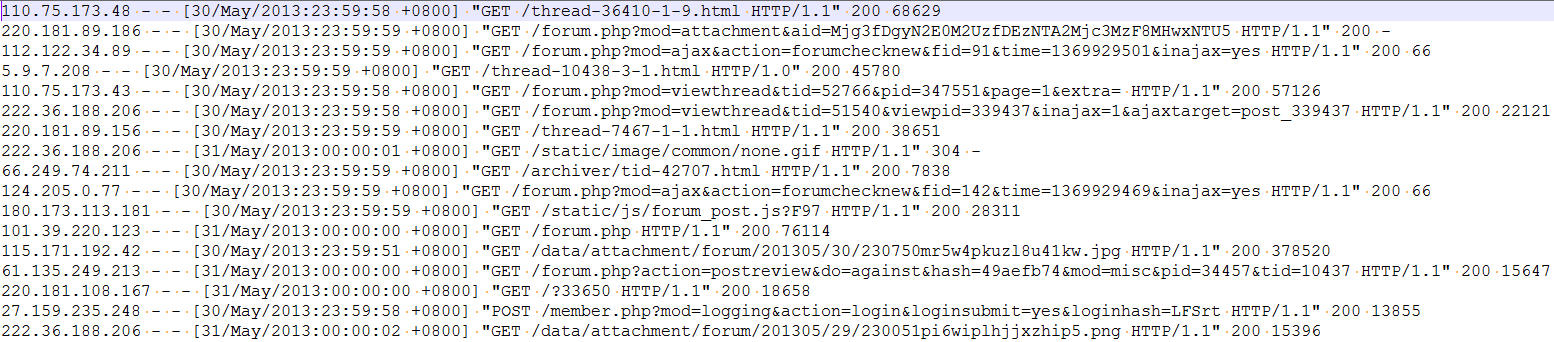 110.75.173.48 - - [30/May/2013:23:59:58 +0800] "GET /thread-36410-1-9.html HTTP/1.1" 200 68629
220.181.89.186 - - [30/May/2013:23:59:59 +0800] "GET /forum.php?mod=attachment&aid=Mjg3fDgyN2E0M2UzfDEzNTA2Mjc3MzF8MHwxNTU5 HTTP/1.1" 200 -
112.122.34.89 - - [30/May/2013:23:59:59 +0800] "GET /forum.php?mod=ajax&action=forumchecknew&fid=91&time=1369929501&inajax=yes HTTP/1.1" 200 66
5.9.7.208 - - [30/May/2013:23:59:59 +0800] "GET /thread-10438-3-1.html HTTP/1.0" 200 45780
110.75.173.43 - - [30/May/2013:23:59:58 +0800] "GET /forum.php?mod=viewthread&tid=52766&pid=347551&page=1&extra= HTTP/1.1" 200 57126
222.36.188.206 - - [30/May/2013:23:59:58 +0800] "GET /forum.php?mod=viewthread&tid=51540&viewpid=339437&inajax=1&ajaxtarget=post_339437 HTTP/1.1" 200 22121
220.181.89.156 - - [30/May/2013:23:59:59 +0800] "GET /thread-7467-1-1.html HTTP/1.1" 200 38651
222.36.188.206 - - [31/May/2013:00:00:01 +0800] "GET /static/image/common/none.gif HTTP/1.1" 304 -
66.249.74.211 - - [30/May/2013:23:59:59 +0800] "GET /archiver/tid-42707.html HTTP/1.1" 200 7838
124.205.0.77 - - [30/May/2013:23:59:59 +0800] "GET /forum.php?mod=ajax&action=forumchecknew&fid=142&time=1369929469&inajax=yes HTTP/1.1" 200 66
180.173.113.181 - - [30/May/2013:23:59:59 +0800] "GET /static/js/forum_post.js?F97 HTTP/1.1" 200 28311
101.39.220.123 - - [31/May/2013:00:00:00 +0800] "GET /forum.php HTTP/1.1" 200 76114
115.171.192.42 - - [30/May/2013:23:59:51 +0800] "GET /data/attachment/forum/201305/30/230750mr5w4pkuzl8u41kw.jpg HTTP/1.1" 200 378520
61.135.249.213 - - [31/May/2013:00:00:00 +0800] "GET /forum.php?action=postreview&do=against&hash=49aefb74&mod=misc&pid=34457&tid=10437 HTTP/1.1" 200 15647
220.181.108.167 - - [31/May/2013:00:00:00 +0800] "GET /?33650 HTTP/1.1" 200 18658
27.159.235.248 - - [30/May/2013:23:59:58 +0800] "POST /member.php?mod=logging&action=login&loginsubmit=yes&loginhash=LFSrt HTTP/1.1" 200 13855
222.36.188.206 - - [31/May/2013:00:00:02 +0800] "GET /data/attachment/forum/201305/29/230051pi6wiplhjjxzhip5.png HTTP/1.1" 200 15396